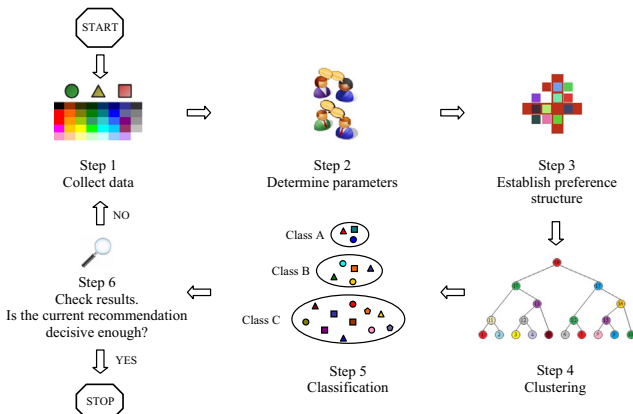 START
Step 1
Collect data
Step 2
Determine parameters
Step 3
Establish preference
structure
NO
Class A
Class B
Class C
Step 6
Check results.
Is the current recommendation
decisive enough?
YES
STOP
Step 5
Classification
Step 4
Clustering